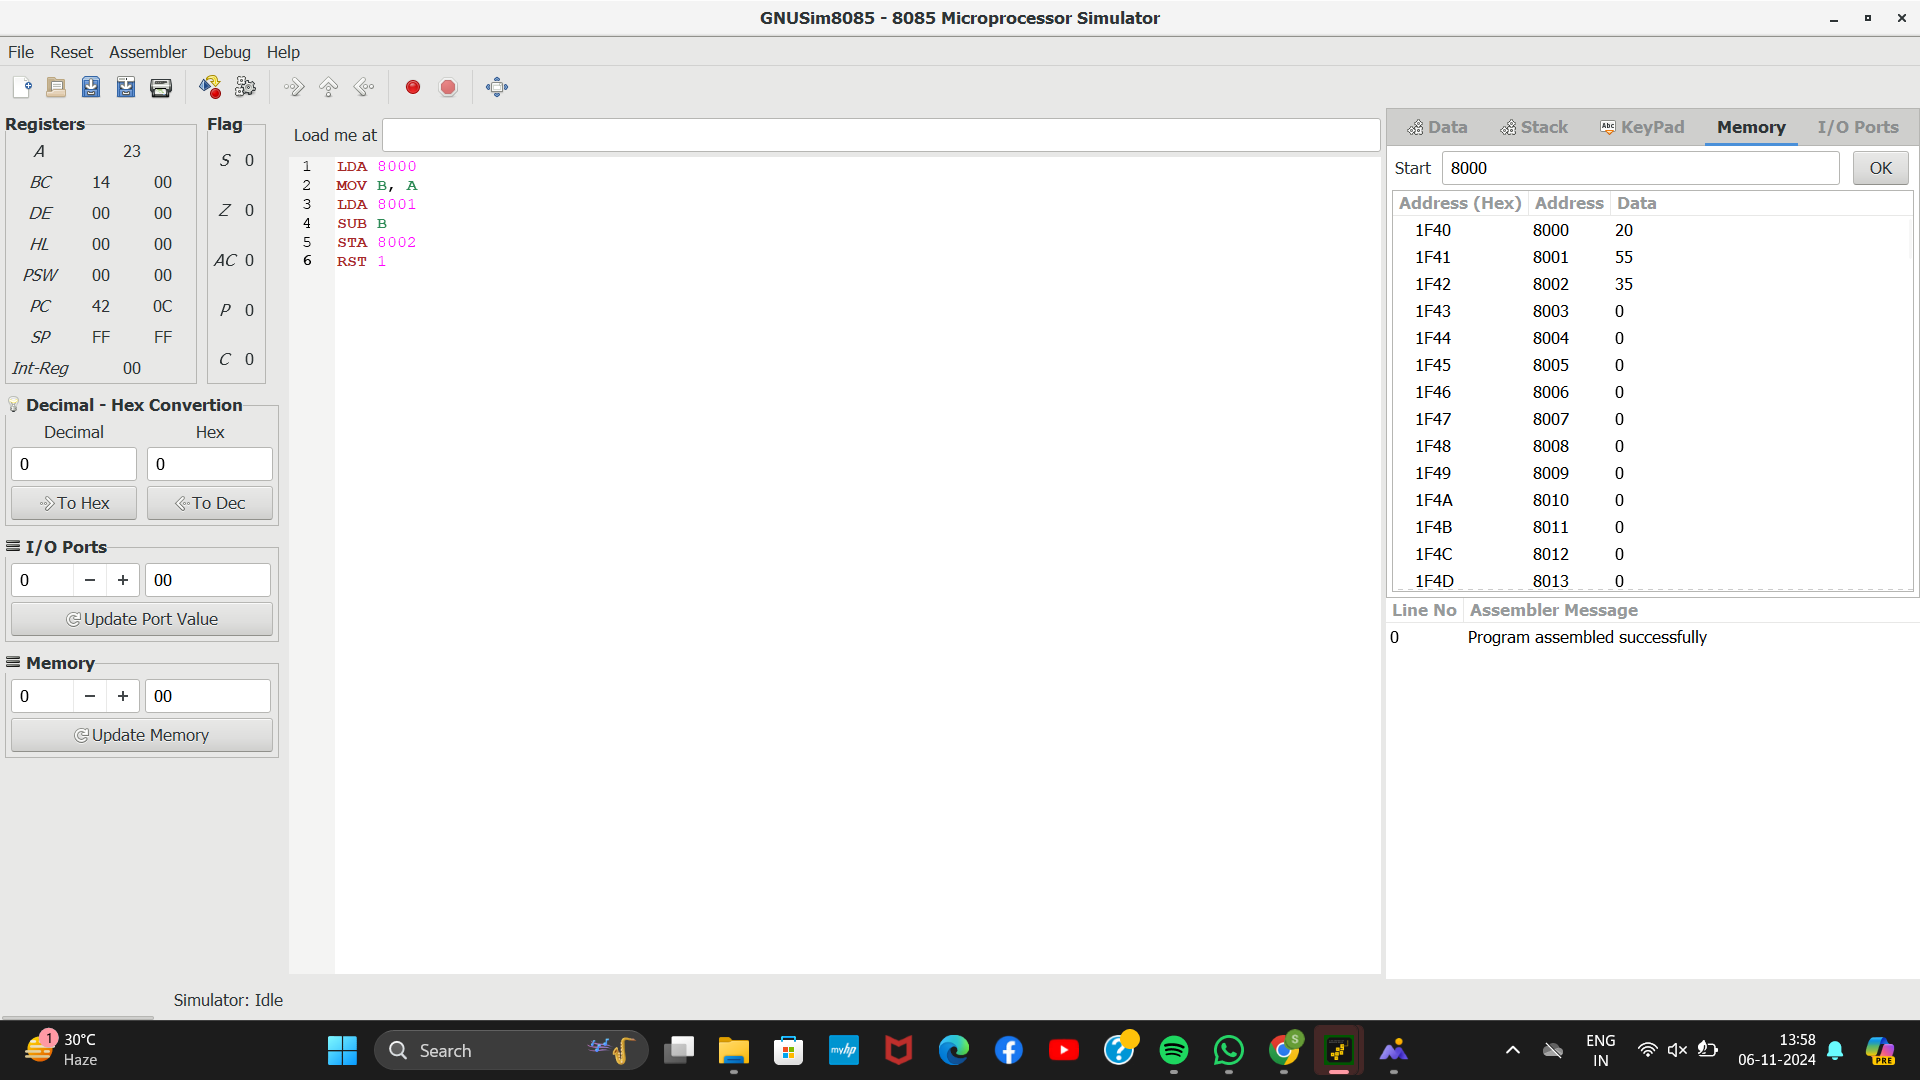 GNUSim8085 - 8085 Microprocessor Simulator
File Reset Assembler Debug Help
Registers
A 23
BC 14 00
DE 00 00
HL 00 00
PSW 00 00
PC 42 0C
SP FF FF
Int-Reg 00
Flag
S 0
Z 0
AC 0
P 0
C 0
Decimal - Hex Convertion
Decimal Hex
0 0
To Hex To Dec
I/O Ports
0 − + 00
Update Port Value
Memory
0 − + 00
Update Memory
Load me at
1 LDA 8000
2 MOV B, A
3 LDA 8001
4 SUB B
5 STA 8002
6 RST 1
Data Stack Abc KeyPad Memory I/O Ports
Start 8000 OK
Address (Hex) Address Data
1F40 8000 20
1F41 8001 55
1F42 8002 35
1F43 8003 0
1F44 8004 0
1F45 8005 0
1F46 8006 0
1F47 8007 0
1F48 8008 0
1F49 8009 0
1F4A 8010 0
1F4B 8011 0
1F4C 8012 0
1F4D 8013 0
Line No Assembler Message
0 Program assembled successfully
Simulator: Idle
1 30°C
Haze
Search
myhp
S
ENG
IN
13:58
06-11-2024
PRE